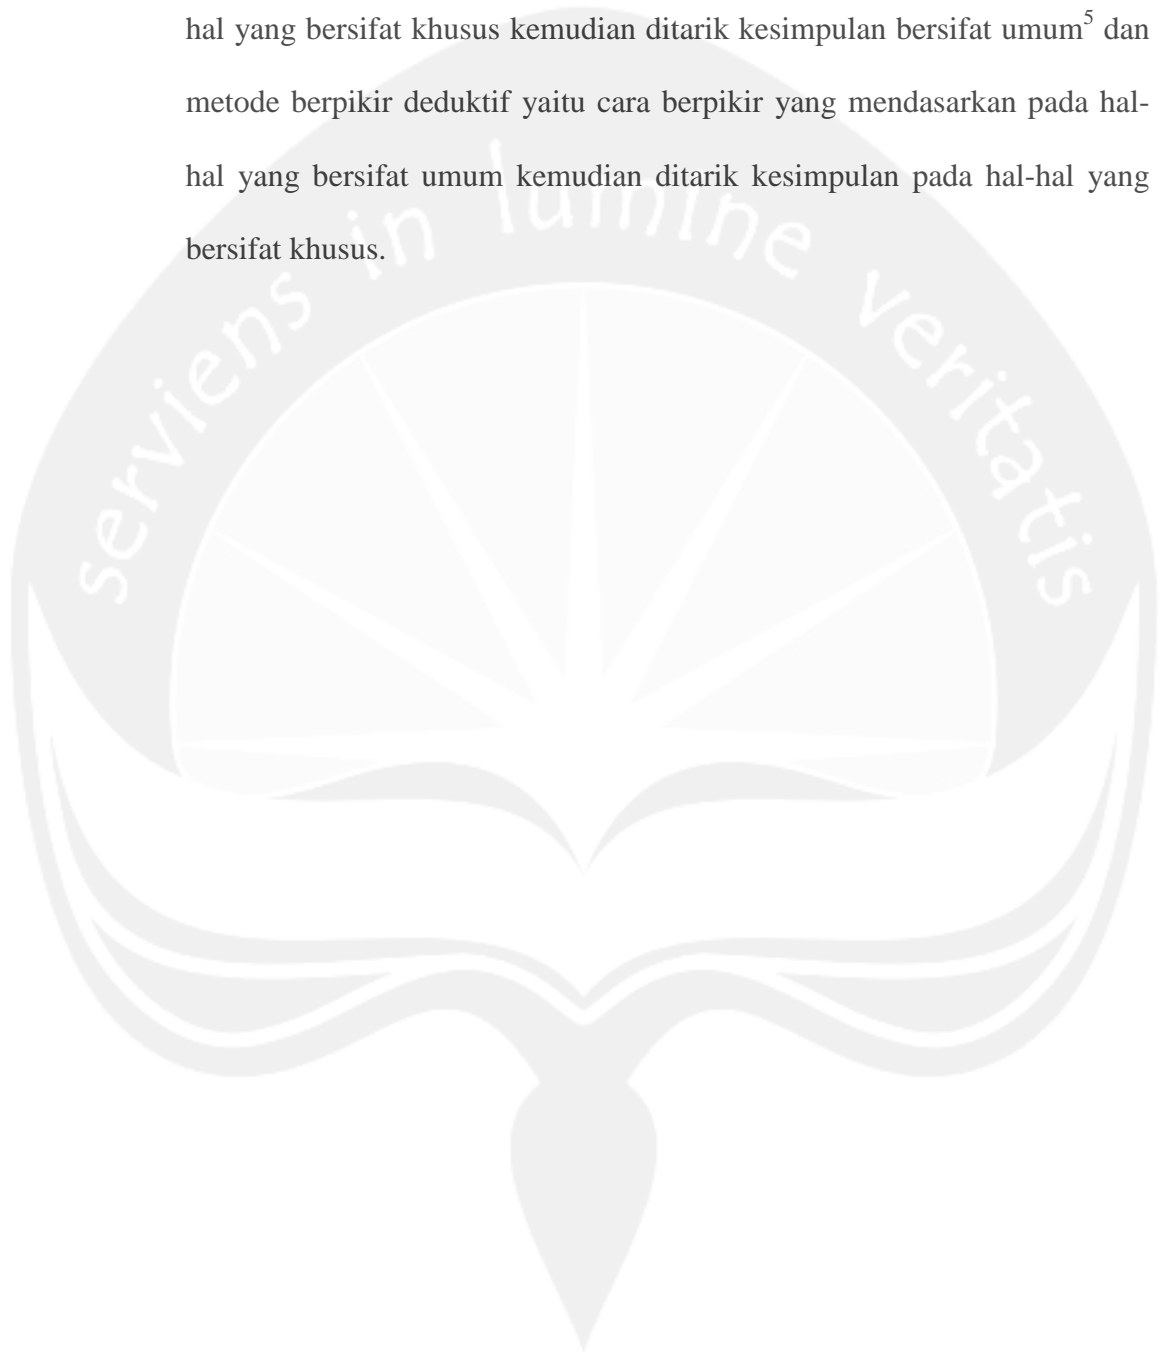 hal yang bersifat khusus kemudian ditarik kesimpulan bersifat umum⁵ dan
metode berpikir deduktif yaitu cara berpikir yang mendasarkan pada hal-
hal yang bersifat umum kemudian ditarik kesimpulan pada hal-hal yang
bersifat khusus.
serviens in lumine veritatis